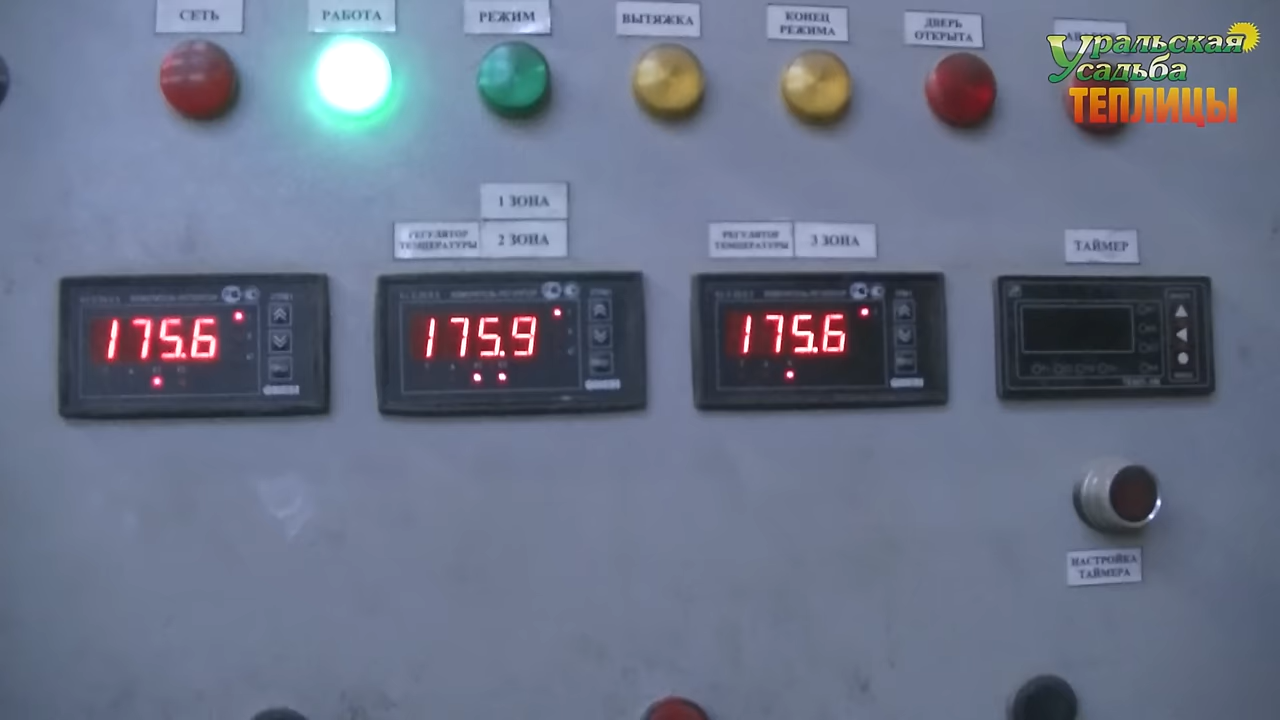 СЕТЬ
РАБОТА
РЕЖИМ
ВЫТЯЖКА
КОНЕЦ
РЕЖИМА
ДВЕРЬ
ОТКРЫТА
Уральская
Усадьба
ТЕПЛИЦЫ
1 ЗОНА
РЕГУЛЯТОР
ТЕМПЕРАТУРЫ
2 ЗОНА
РЕГУЛЯТОР
ТЕМПЕРАТУРЫ
3 ЗОНА
ТАЙМЕР
175.6
175.9
175.6
НАСТРОЙКА
ТАЙМЕРА